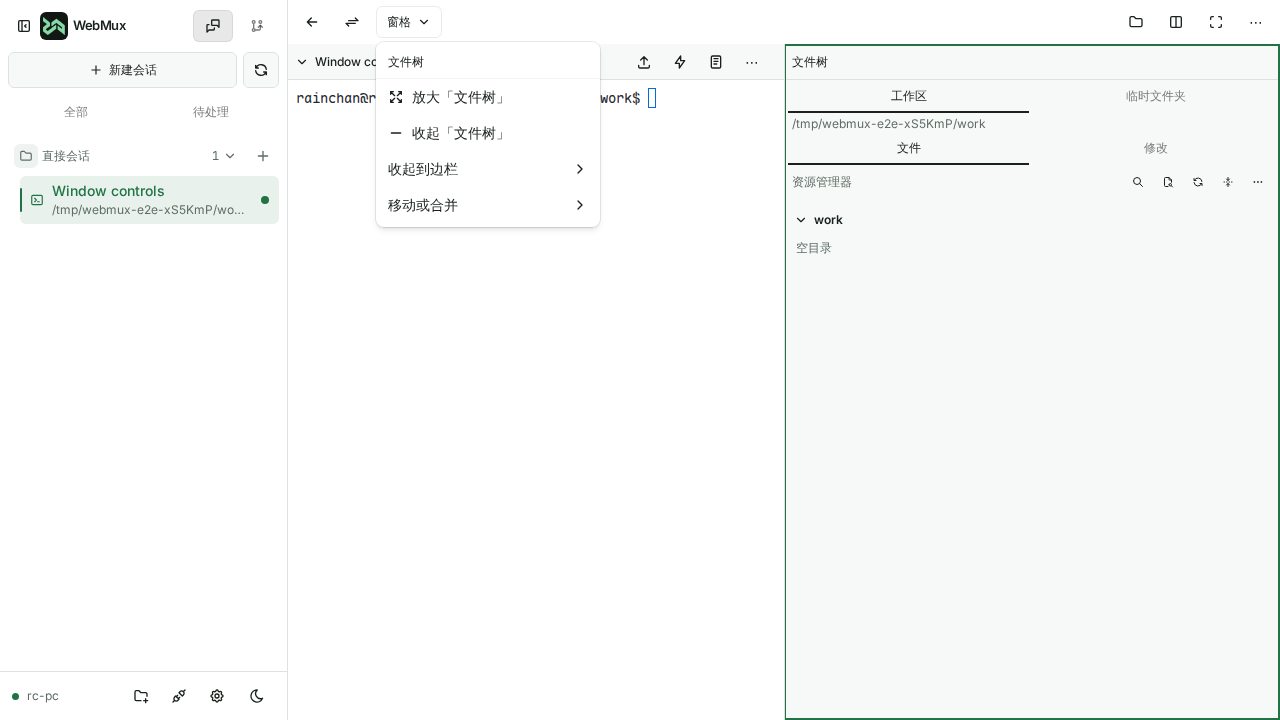 WebMux
新建会话
全部
待处理
直接会话
1
Window controls
/tmp/webmux-e2e-xS5KmP/wo...
rc-pc
窗格
Window co
rainchan@r
work$
文件树
放大「文件树」
收起「文件树」
收起到边栏
移动或合并
文件树
工作区
临时文件夹
/tmp/webmux-e2e-xS5KmP/work
文件
修改
资源管理器
work
空目录